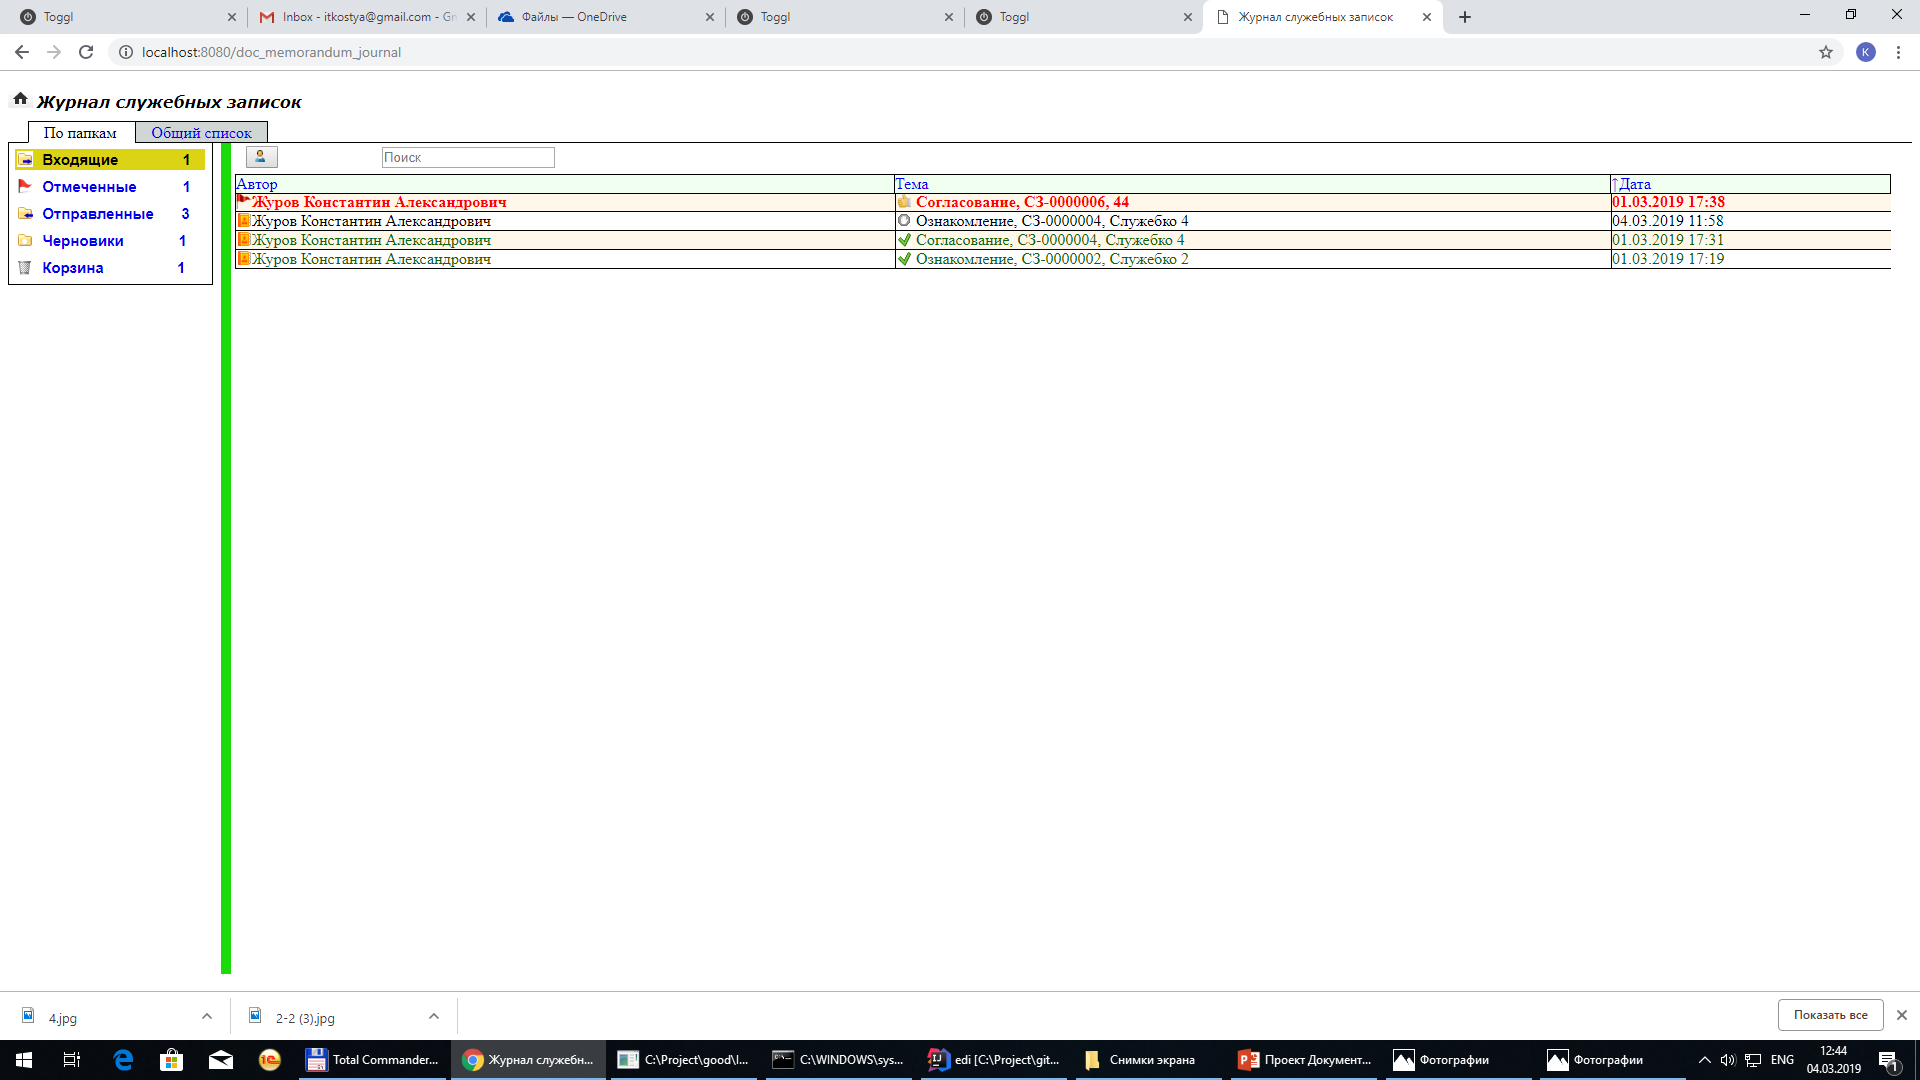 Toggl
Inbox - itkostya@gmail.com - Gm
Файлы — OneDrive
Toggl
Toggl
Журнал служебных записок
localhost:8080/doc_memorandum_journal
K
Журнал служебных записок
По папкам
Общий список
Входящие 1
Отмеченные 1
Отправленные 3
Черновики 1
Корзина 1
Поиск
Автор Тема ↑Дата
Журов Константин Александрович Согласование, СЗ-0000006, 44 01.03.2019 17:38
Журов Константин Александрович Ознакомление, СЗ-0000004, Служебко 4 04.03.2019 11:58
Журов Константин Александрович Согласование, СЗ-0000004, Служебко 4 01.03.2019 17:31
Журов Константин Александрович Ознакомление, СЗ-0000002, Служебко 2 01.03.2019 17:19
4.jpg
2-2 (3).jpg
Показать все
Total Commander...
Журнал служебн...
C:\Project\good\l...
C:\WINDOWS\sys...
edi [C:\Project\git...
Снимки экрана
Проект Документ...
Фотографии
Фотографии
ENG
12:44
04.03.2019
1